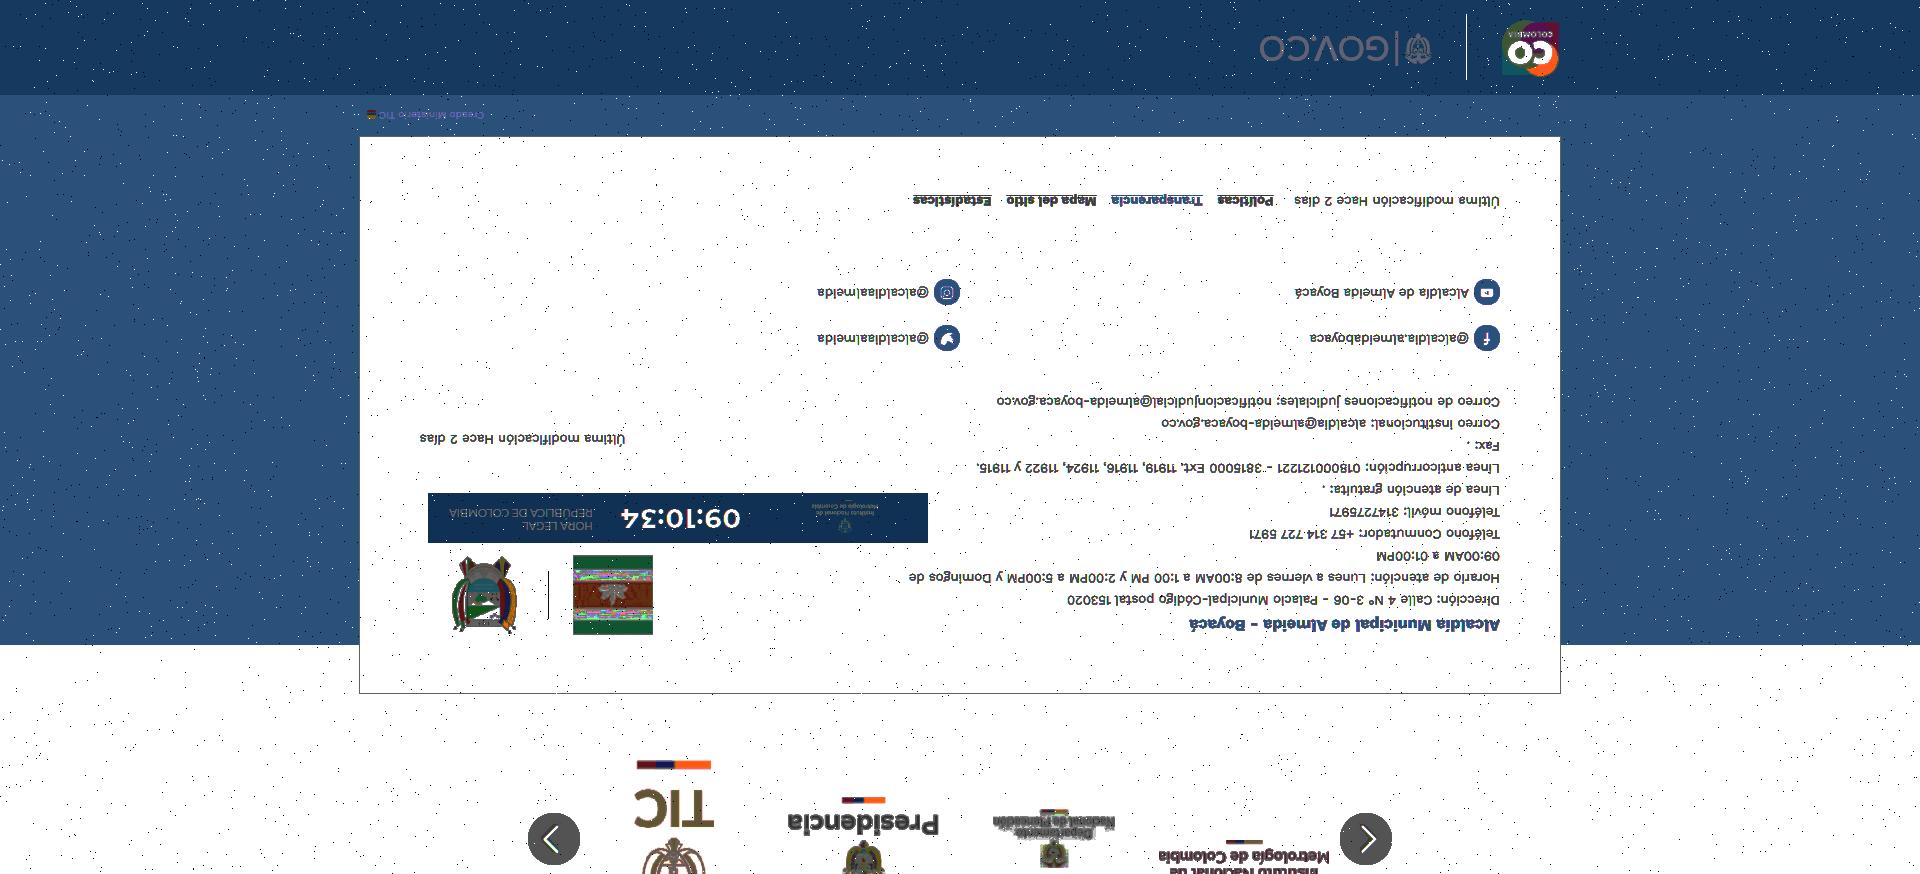 Instituto Nacional de
Metrología de Colombia
Departamento
Nacional de Planeación
Presidencia
TIC
Alcaldía Municipal de Almeida - Boyacá
Dirección: Calle 4 Nº 3-06 - Palacio Municipal-Código postal 153020
Horario de atención: Lunes a viernes de 8:00AM a 1:00 PM y 2:00PM a 5:00PM y Domingos de
09:00AM a 01:00PM
Teléfono Conmutador: +57 314 727 5971
Teléfono móvil: 3147275971
Línea de atención gratuita: .
Línea anticorrupción: 018000121221 - 3815000 Ext. 11919, 11916, 11924, 11922 y 11915.
Fax: .
Correo institucional: alcaldia@almeida-boyaca.gov.co
Correo de notificaciones judiciales: notificacionjudicial@almeida-boyaca.gov.co
Instituto Nacional de
Metrología de Colombia
09:10:34
HORA LEGAL
REPÚBLICA DE COLOMBIA
Última modificación Hace 2 días
@alcaldia.almeidaboyaca
@alcaldiaalmeida
Alcaldía de Almeida Boyacá
@alcaldiaalmeida
Última modificación Hace 2 días Políticas Transparencia Mapa del sitio Estadísticas
Creado Ministerio TIC
CO
COLOMBIA
GOV.CO